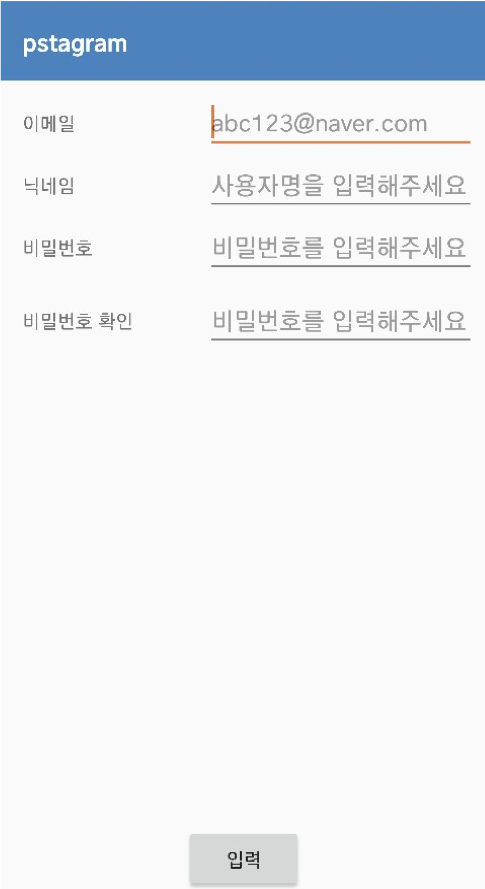 pstagram
이메일 abc123@naver.com
닉네임 사용자명을 입력해주세요
비밀번호 비밀번호를 입력해주세요
비밀번호 확인 비밀번호를 입력해주세요
입력